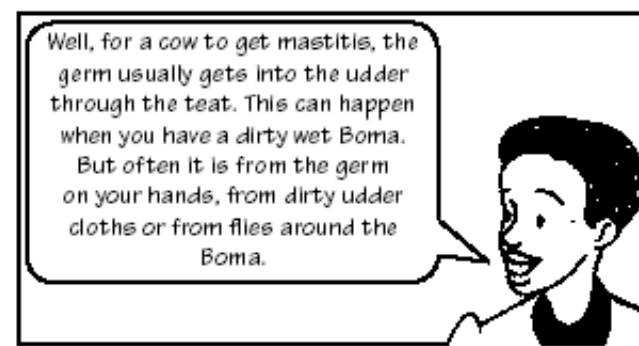 Well, for a cow to get mastitis, the
germ usually gets into the udder
through the teat. This can happen
when you have a dirty wet Boma.
But often it is from the germ
on your hands, from dirty udder
cloths or from flies around the
Boma.